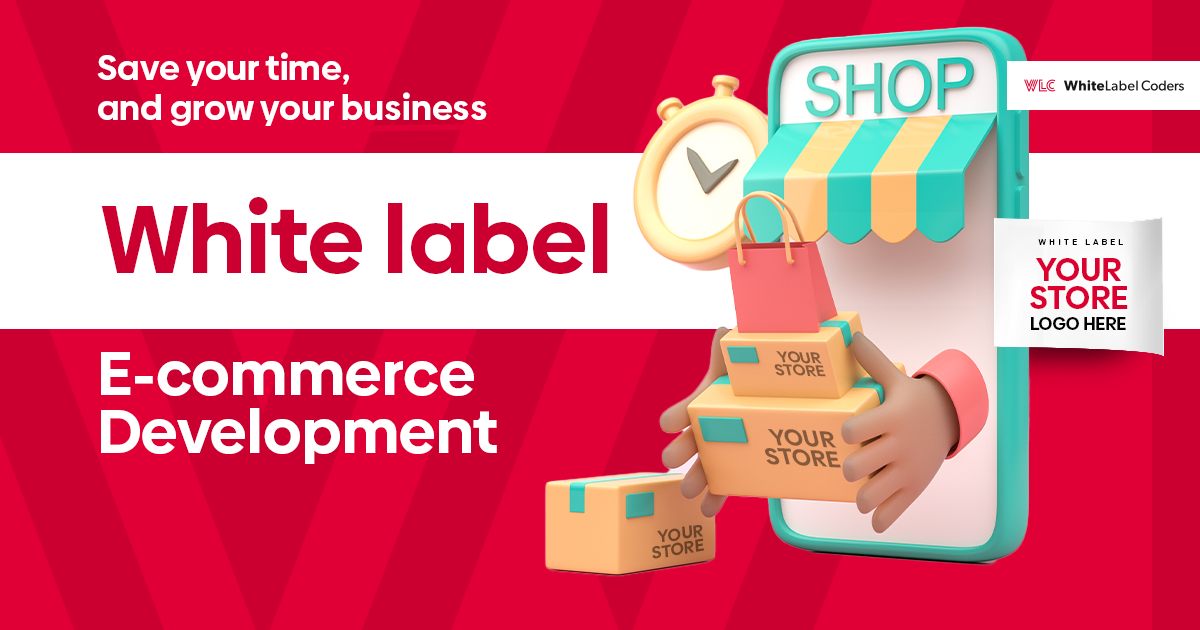 Save your time,
and grow your business
White label
E-commerce
Development
SHOP
WLC WhiteLabel Coders
WHITE LABEL
YOUR
STORE
LOGO HERE
YOUR
STORE
YOUR
STORE
YOUR
STORE